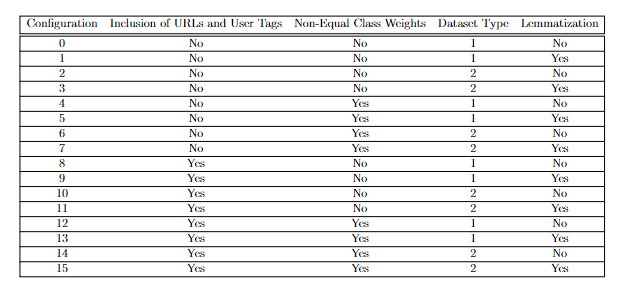 Configuration Inclusion of URLs and User Tags Non-Equal Class Weights Dataset Type Lemmatization
0 No No 1 No
1 No No 1 Yes
2 No No 2 No
3 No No 2 Yes
4 No Yes 1 No
5 No Yes 1 Yes
6 No Yes 2 No
7 No Yes 2 Yes
8 Yes No 1 No
9 Yes No 1 Yes
10 Yes No 2 No
11 Yes No 2 Yes
12 Yes Yes 1 No
13 Yes Yes 1 Yes
14 Yes Yes 2 No
15 Yes Yes 2 Yes